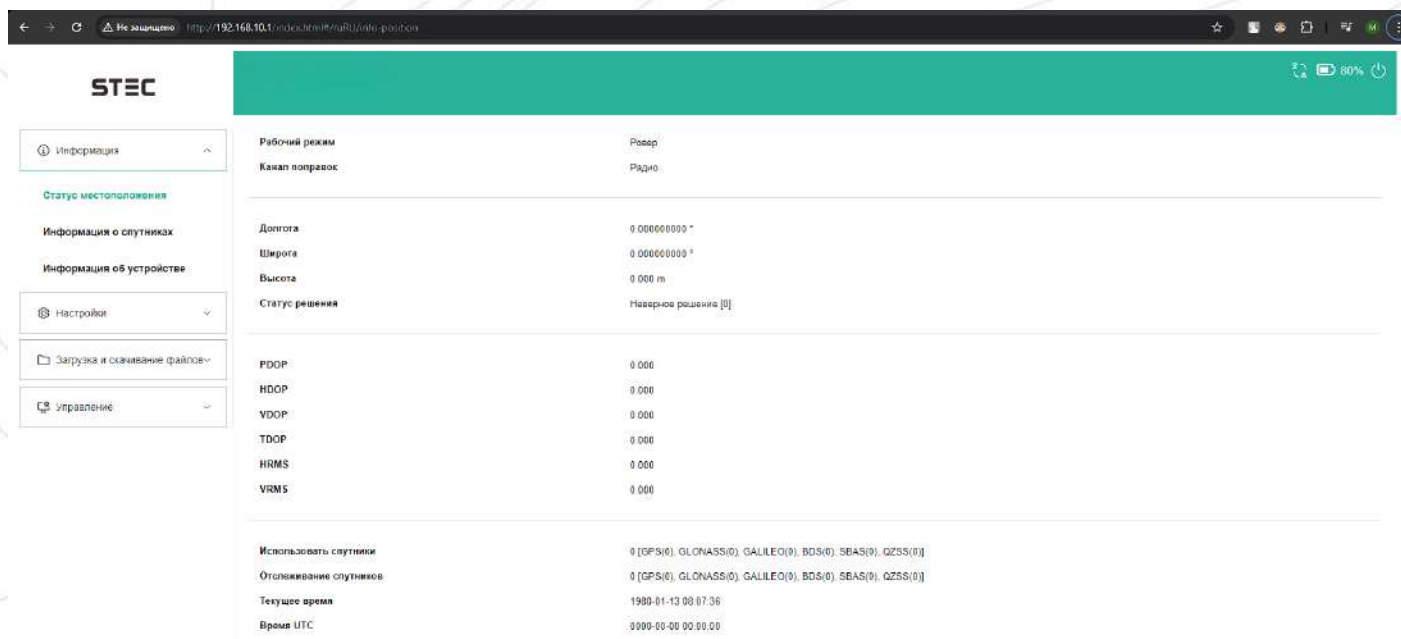 Не защищено http://192.168.10.1/index.html#/ruRU/info-position
STEC
80%
Информация
Статус местоположения
Информация о спутниках
Информация об устройстве
Настройки
Загрузка и скачивание файлов
Управление
Рабочий режим Ровер
Канал поправок Радио
Долгота 0.000000000 °
Широта 0.000000000 °
Высота 0.000 m
Статус решения Неверное решение [0]
PDOP 0.000
HDOP 0.000
VDOP 0.000
TDOP 0.000
HRMS 0.000
VRMS 0.000
Использовать спутники 0 [GPS(0), GLONASS(0), GALILEO(0), BDS(0), SBAS(0), QZSS(0)]
Отслеживание спутников 0 [GPS(0), GLONASS(0), GALILEO(0), BDS(0), SBAS(0), QZSS(0)]
Текущее время 1980-01-13 08:07:36
Время UTC 0000-00-00 00:00:00